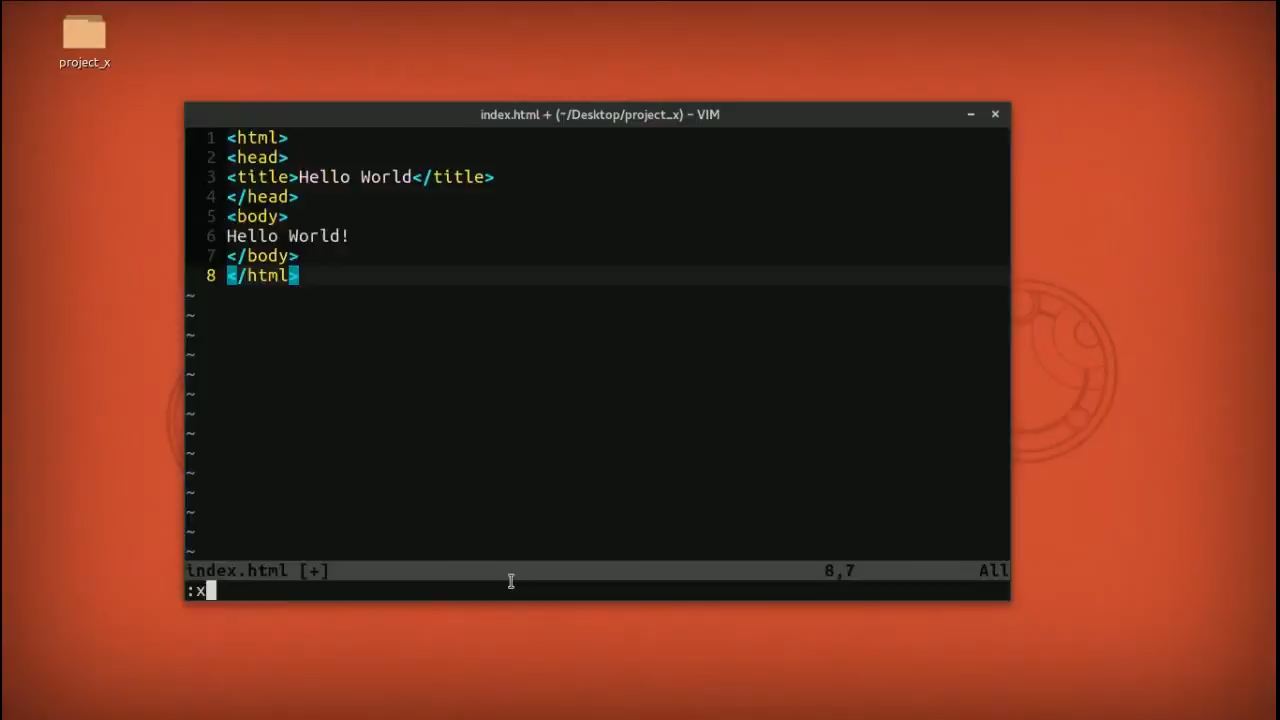 project_x
index.html + (~/Desktop/project_x) - VIM
1 <html>
2 <head>
3 <title>Hello World</title>
4 </head>
5 <body>
6 Hello World!
7 </body>
8 </html>
~
~
~
~
~
~
~
~
~
~
~
~
~
~
index.html [+] 8,7 All
:x